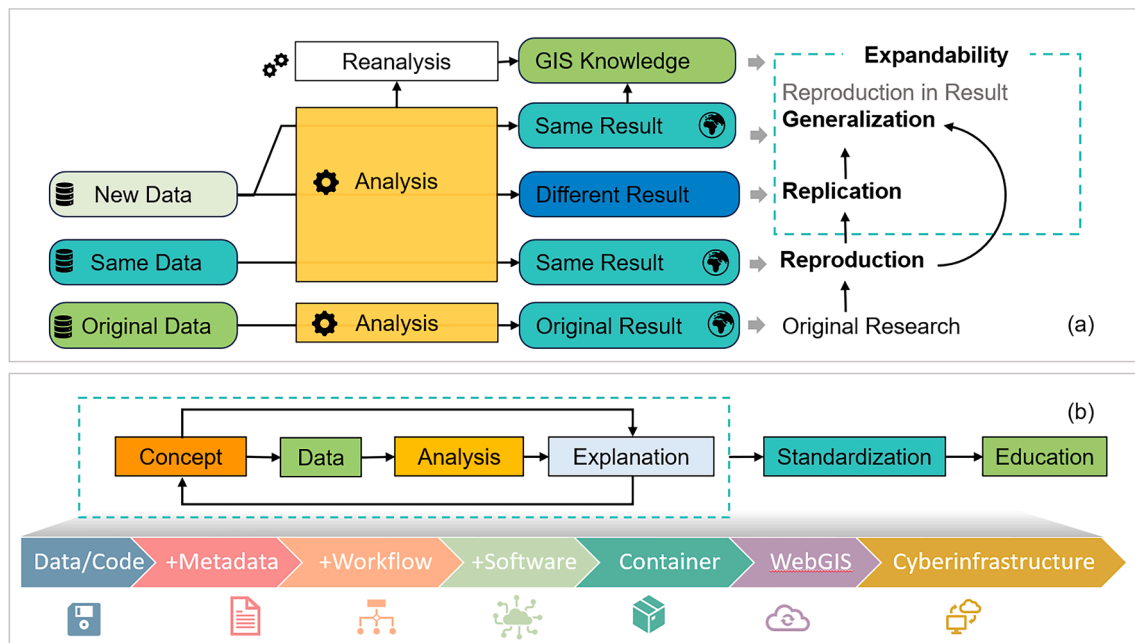 Reanalysis
GIS Knowledge
Expandability
Reproduction in Result
Same Result
Generalization
New Data
Analysis
Different Result
Replication
Same Data
Same Result
Reproduction
Original Data
Analysis
Original Result
Original Research
(a)
(b)
Concept
Data
Analysis
Explanation
Standardization
Education
Data/Code
+Metadata
+Workflow
+Software
Container
WebGIS
Cyberinfrastructure